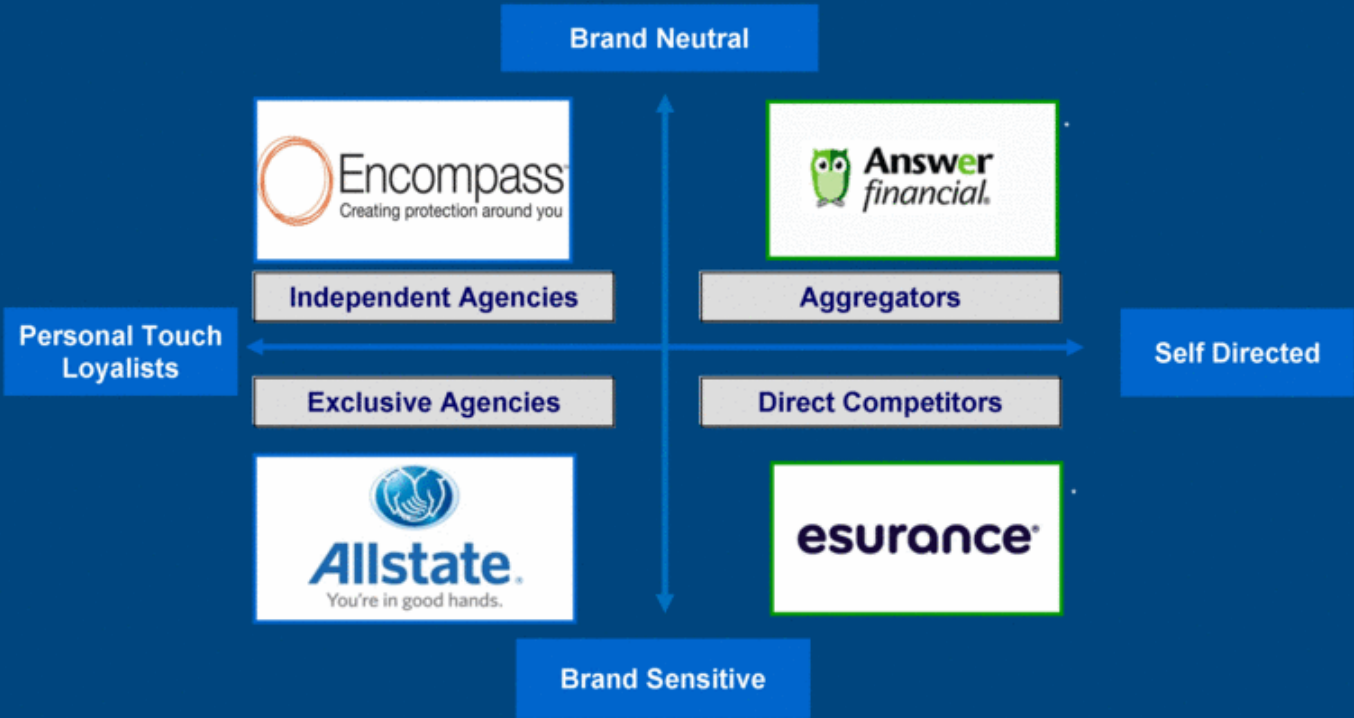 Brand Neutral
Encompass
Creating protection around you
Answer
financial®
Independent Agencies
Aggregators
Personal Touch
Loyalists
Self Directed
Exclusive Agencies
Direct Competitors
Allstate®
You're in good hands.
esurance®
Brand Sensitive